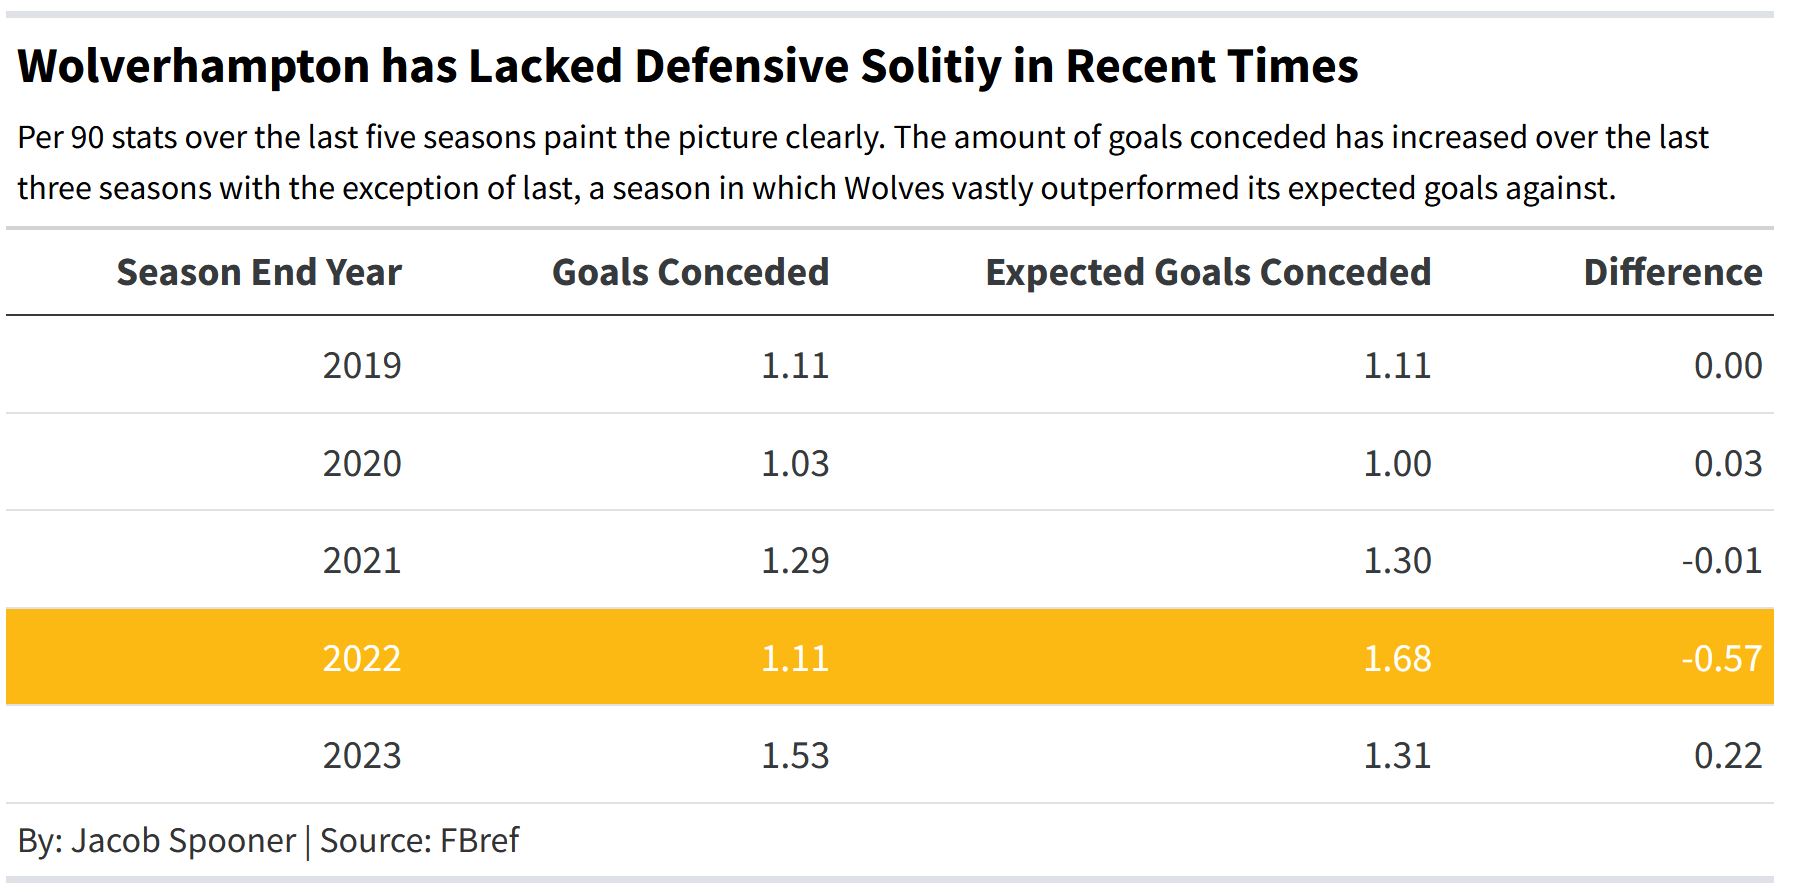 Wolverhampton has Lacked Defensive Solitiy in Recent Times
Per 90 stats over the last five seasons paint the picture clearly. The amount of goals conceded has increased over the last
three seasons with the exception of last, a season in which Wolves vastly outperformed its expected goals against.
Season End Year Goals Conceded Expected Goals Conceded Difference
2019 1.11 1.11 0.00
2020 1.03 1.00 0.03
2021 1.29 1.30 -0.01
2022 1.11 1.68 -0.57
2023 1.53 1.31 0.22
By: Jacob Spooner | Source: FBref